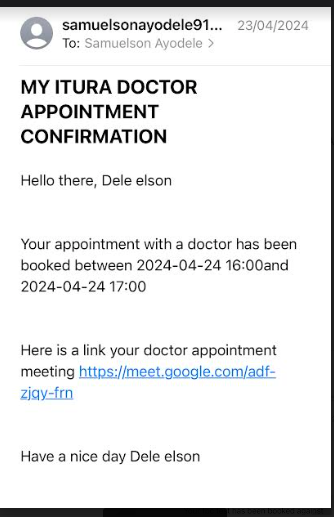 samuelsonayodele91... 23/04/2024
To: Samuelson Ayodele >
MY ITURA DOCTOR
APPOINTMENT
CONFIRMATION
Hello there, Dele elson
Your appointment with a doctor has been
booked between 2024-04-24 16:00and
2024-04-24 17:00
Here is a link your doctor appointment
meeting https://meet.google.com/adf-
zjqy-frn
Have a nice day Dele elson